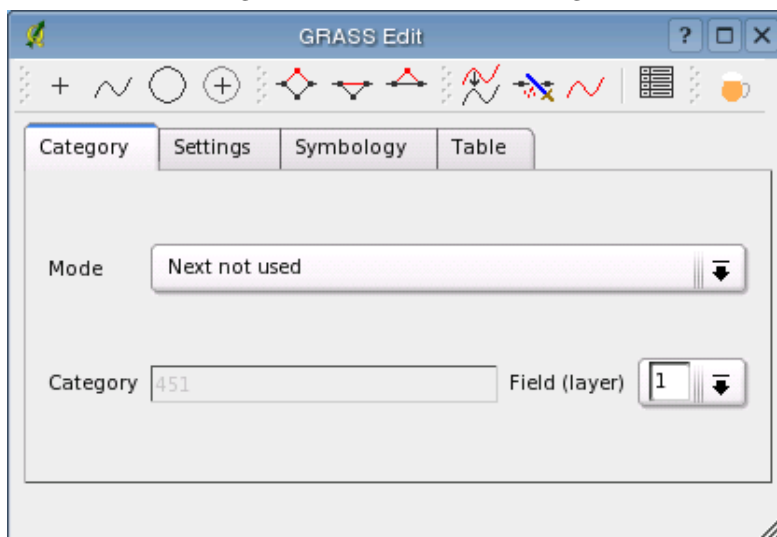 GRASS Edit
Category Settings Symbology Table
Mode Next not used
Category 451 Field (layer) 1